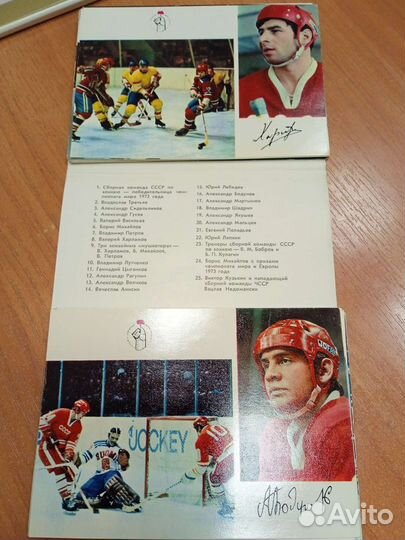 1. Сборная команда СССР по
хоккею — победительница чем-
пионата мира 1973 года
2. Владислав Третьяк
3. Александр Сидельников
4. Александр Гусев
5. Валерий Васильев
6. Борис Михайлов
7. Владимир Петров
8. Валерий Харламов
9. Три хоккейных «мушкетера» —
В. Харламов, Б. Михайлов,
В. Петров
10. Владимир Лутченко
11. Геннадий Цыганков
12. Александр Рагулин
13. Александр Волчков
14. Вячеслав Анисин
15. Юрий Лебедев
16. Александр Бодунов
17. Александр Мартынюк
18. Владимир Шадрин
19. Александр Якушев
20. Александр Мальцев
21. Евгений Паладьев
22. Юрий Ляпкин
23. Тренеры сборной команды СССР
по хоккею — В. М. Бобров и
Б. П. Кулагин
24. Борис Михайлов с призами
чемпионата мира и Европы
1973 года
25. Виктор Кузькин и нападающий
сборной команды ЧССР
Вацлав Недомански
СССР
SUOMI
JOCKEY
10
Avito